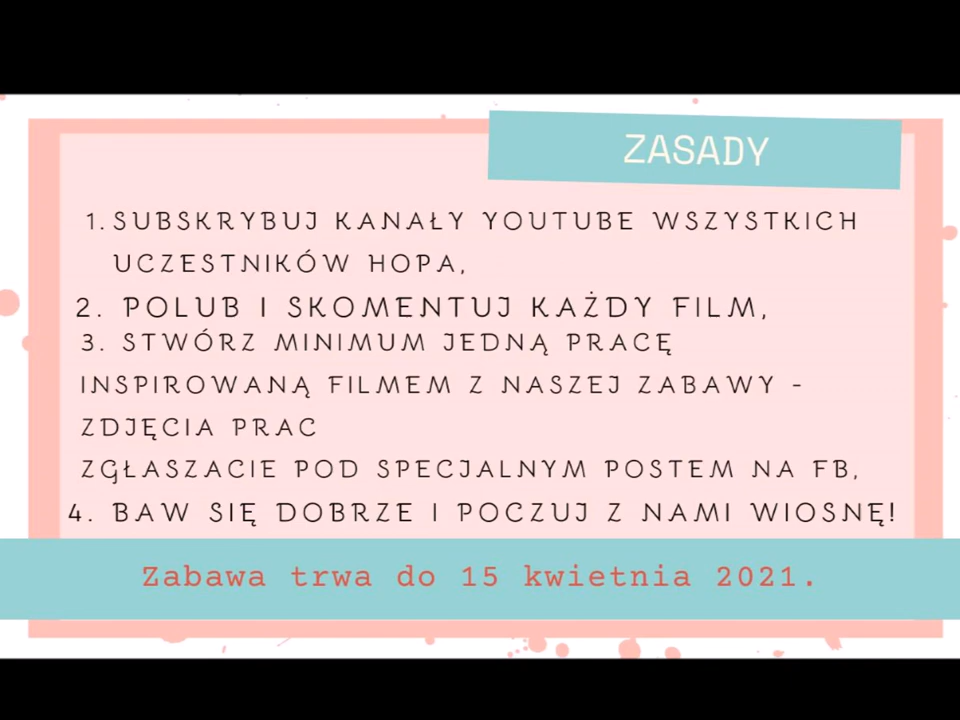 ZASADY
1. SUBSKRYBUJ KANAŁY YOUTUBE WSZYSTKICH
UCZESTNIKÓW HOPA,
2. POLUB I SKOMENTUJ KAŻDY FILM,
3. STWÓRZ MINIMUM JEDNĄ PRACĘ
INSPIROWANĄ FILMEM Z NASZEJ ZABAWY -
ZDJĘCIA PRAC
ZGŁASZACIE POD SPECJALNYM POSTEM NA FB,
4. BAW SIĘ DOBRZE I POCZUJ Z NAMI WIOSNĘ!
Zabawa trwa do 15 kwietnia 2021.